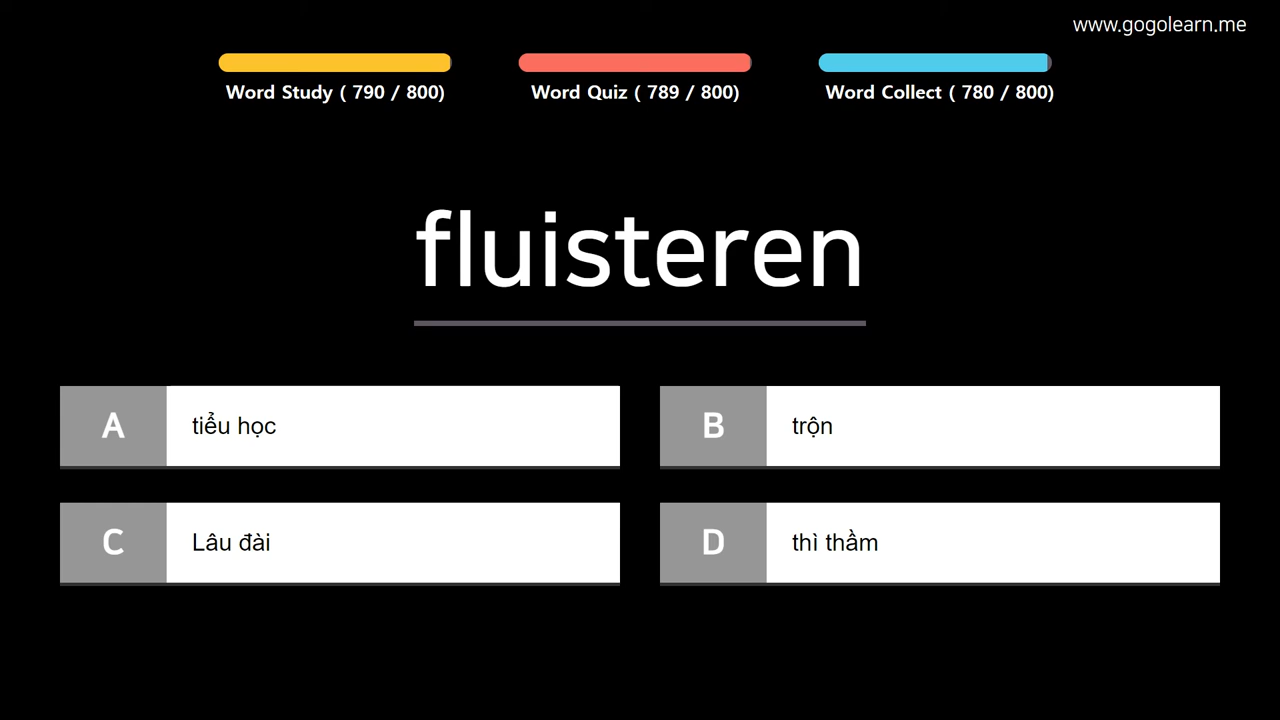 www.gogolearn.me
Word Study ( 790 / 800)
Word Quiz ( 789 / 800)
Word Collect ( 780 / 800)
fluisteren
A tiểu học
B trộn
C Lâu đài
D thì thầm